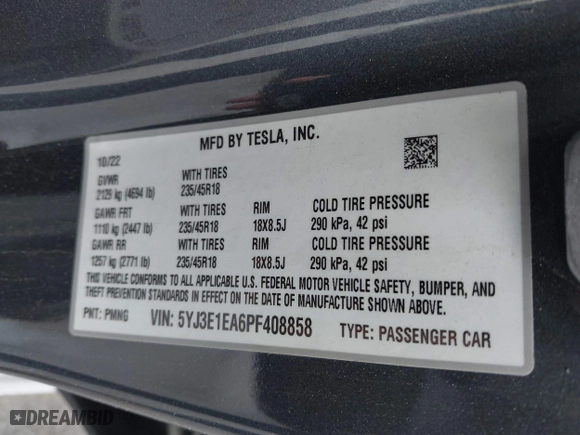 MFD BY TESLA, INC.
10/22
GVWR WITH TIRES
2129 kg (4694 lb) 235/45R18
GAWR FRT WITH TIRES RIM COLD TIRE PRESSURE
1110 kg (2447 lb) 235/45R18 18X8.5J 290 kPa, 42 psi
GAWR RR WITH TIRES RIM COLD TIRE PRESSURE
1257 kg (2771 lb) 235/45R18 18X8.5J 290 kPa, 42 psi
THIS VEHICLE CONFORMS TO ALL APPLICABLE U.S. FEDERAL MOTOR VEHICLE SAFETY, BUMPER, AND
THEFT PREVENTION STANDARDS IN EFFECT ON THE DATE OF MANUFACTURE SHOWN ABOVE.
PNT: PMNG VIN: 5YJ3E1EA6PF408858 TYPE: PASSENGER CAR
DREAMBID